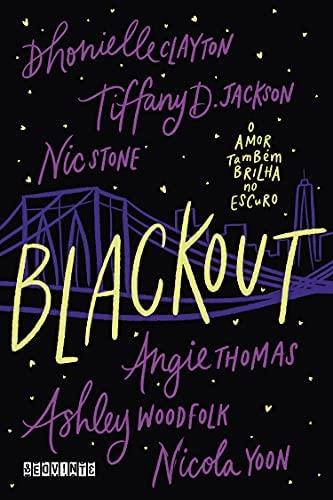 Dhonielle CLAYTON
Tiffany D. JACKSON
NIC STONE
O
AMOR
TAMBÉM
BRILHA
NO
ESCURO
BLACKOUT
Angie THOMAS
Ashley WOODFOLK
Nicola YOON
SEGUINTE